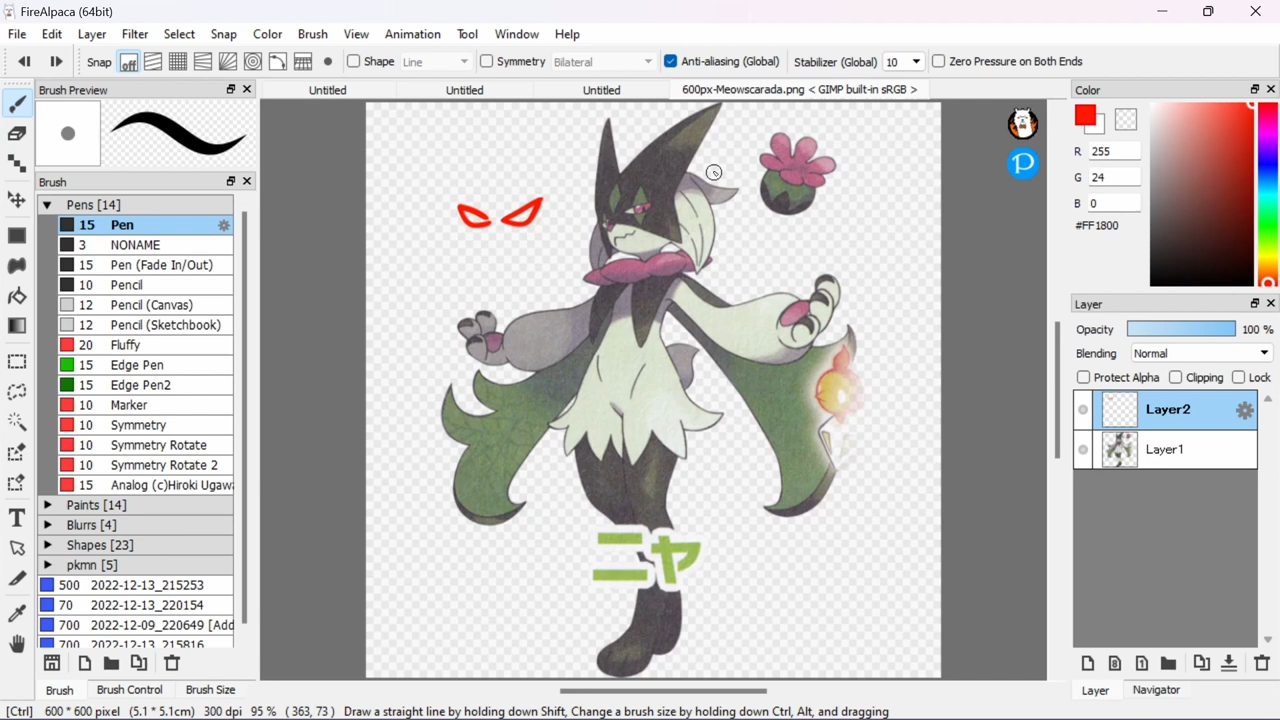 FireAlpaca (64bit)
File Edit Layer Filter Select Snap Color Brush View Animation Tool Window Help
Snap off Shape Line Symmetry Bilateral Anti-aliasing (Global) Stabilizer (Global) 10 Zero Pressure on Both Ends
Brush Preview
Untitled Untitled Untitled 600px-Meowscarada.png < GIMP built-in sRGB >
Color
R 255
G 24
B 0
#FF1800
Brush
Pens [14]
15 Pen
3 NONAME
15 Pen (Fade In/Out)
10 Pencil
12 Pencil (Canvas)
12 Pencil (Sketchbook)
20 Fluffy
15 Edge Pen
15 Edge Pen2
10 Marker
10 Symmetry
10 Symmetry Rotate
10 Symmetry Rotate 2
15 Analog (c)Hiroki Ugaw
Paints [14]
Blurrs [4]
Shapes [23]
pkmn [5]
500 2022-12-13_215253
70 2022-12-13_220154
700 2022-12-09_220649 [Add
700 2022-12-13_215816
Brush Brush Control Brush Size
P
ニャ
Layer
Opacity 100 %
Blending Normal
Protect Alpha Clipping Lock
Layer2
Layer1
8 1
Layer Navigator
[Ctrl] 600 * 600 pixel (5.1 * 5.1cm) 300 dpi 95 % ( 363, 73 ) Draw a straight line by holding down Shift, Change a brush size by holding down Ctrl, Alt, and dragging